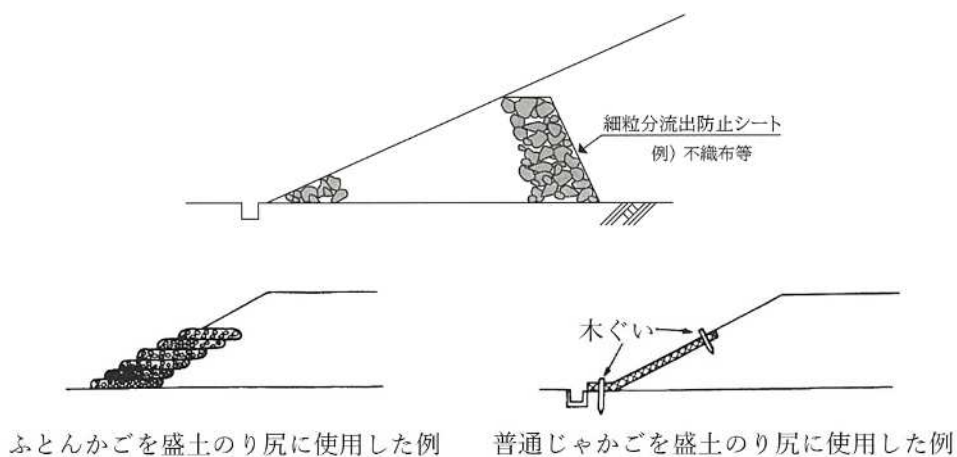 細粒分流出防止シート
例）不織布等
木ぐい
ふとんかごを盛土のり尻に使用した例
普通じゃかごを盛土のり尻に使用した例